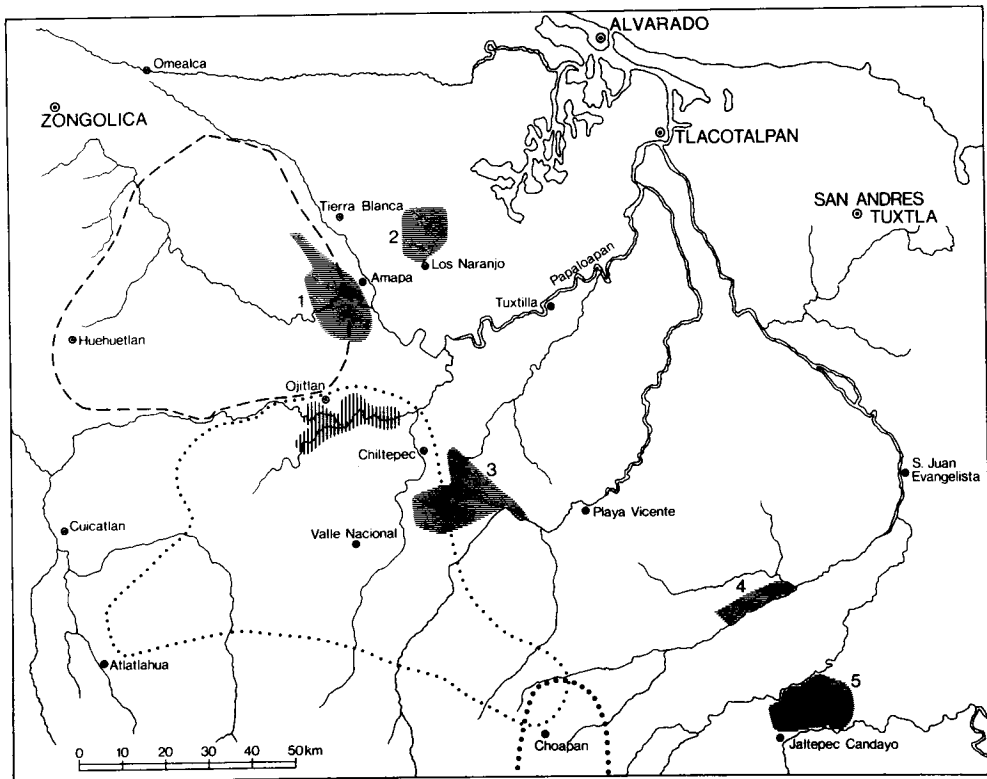 ALVARADO
Omealca
ZONGOLICA
TLACOTALPAN
SAN ANDRES
TUXTLA
Tierra Blanca
2
Los Naranjo
Papaloapan
Amapa
1
Tuxtilla
Huehuetlan
Ojitlan
Chiltepec
3
S. Juan
Evangelista
Playa Vicente
Cuicatlan
Valle Nacional
4
Atlatlahua
5
Choapan
Jaltepec Candayo
0 10 20 30 40 50km